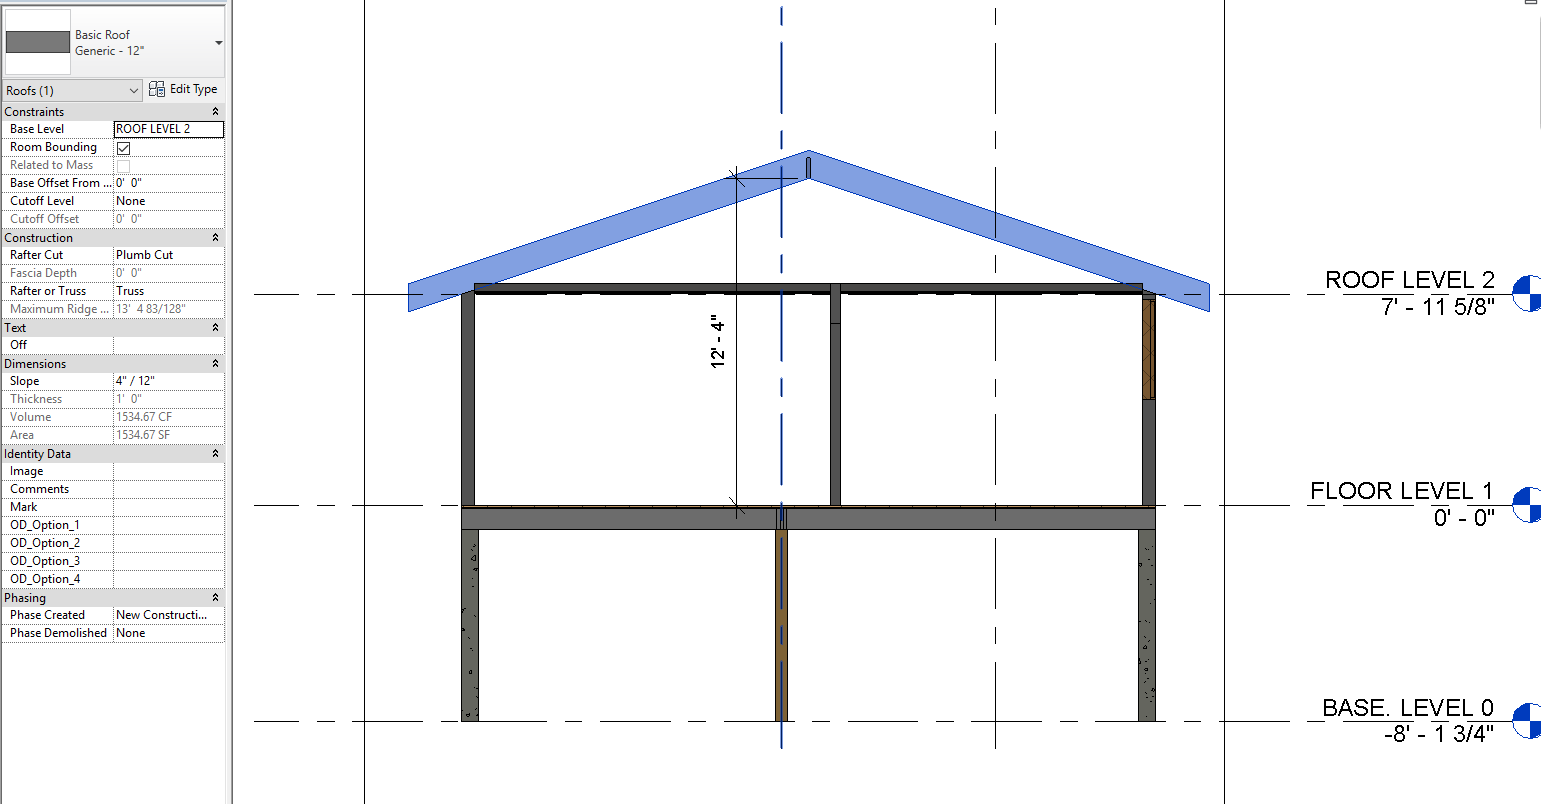 Basic Roof
Generic - 12"
Roofs (1)
Edit Type
Constraints
Base Level ROOF LEVEL 2
Room Bounding
Related to Mass
Base Offset From ... 0' 0"
Cutoff Level None
Cutoff Offset 0' 0"
Construction
Rafter Cut Plumb Cut
Fascia Depth 0' 0"
Rafter or Truss Truss
Maximum Ridge ... 13' 4 83/128"
Text
Off
Dimensions
Slope 4" / 12"
Thickness 1' 0"
Volume 1534.67 CF
Area 1534.67 SF
Identity Data
Image
Comments
Mark
OD_Option_1
OD_Option_2
OD_Option_3
OD_Option_4
Phasing
Phase Created New Constructi...
Phase Demolished None
12' - 4"
ROOF LEVEL 2
7' - 11 5/8"
FLOOR LEVEL 1
0' - 0"
BASE. LEVEL 0
-8' - 1 3/4"